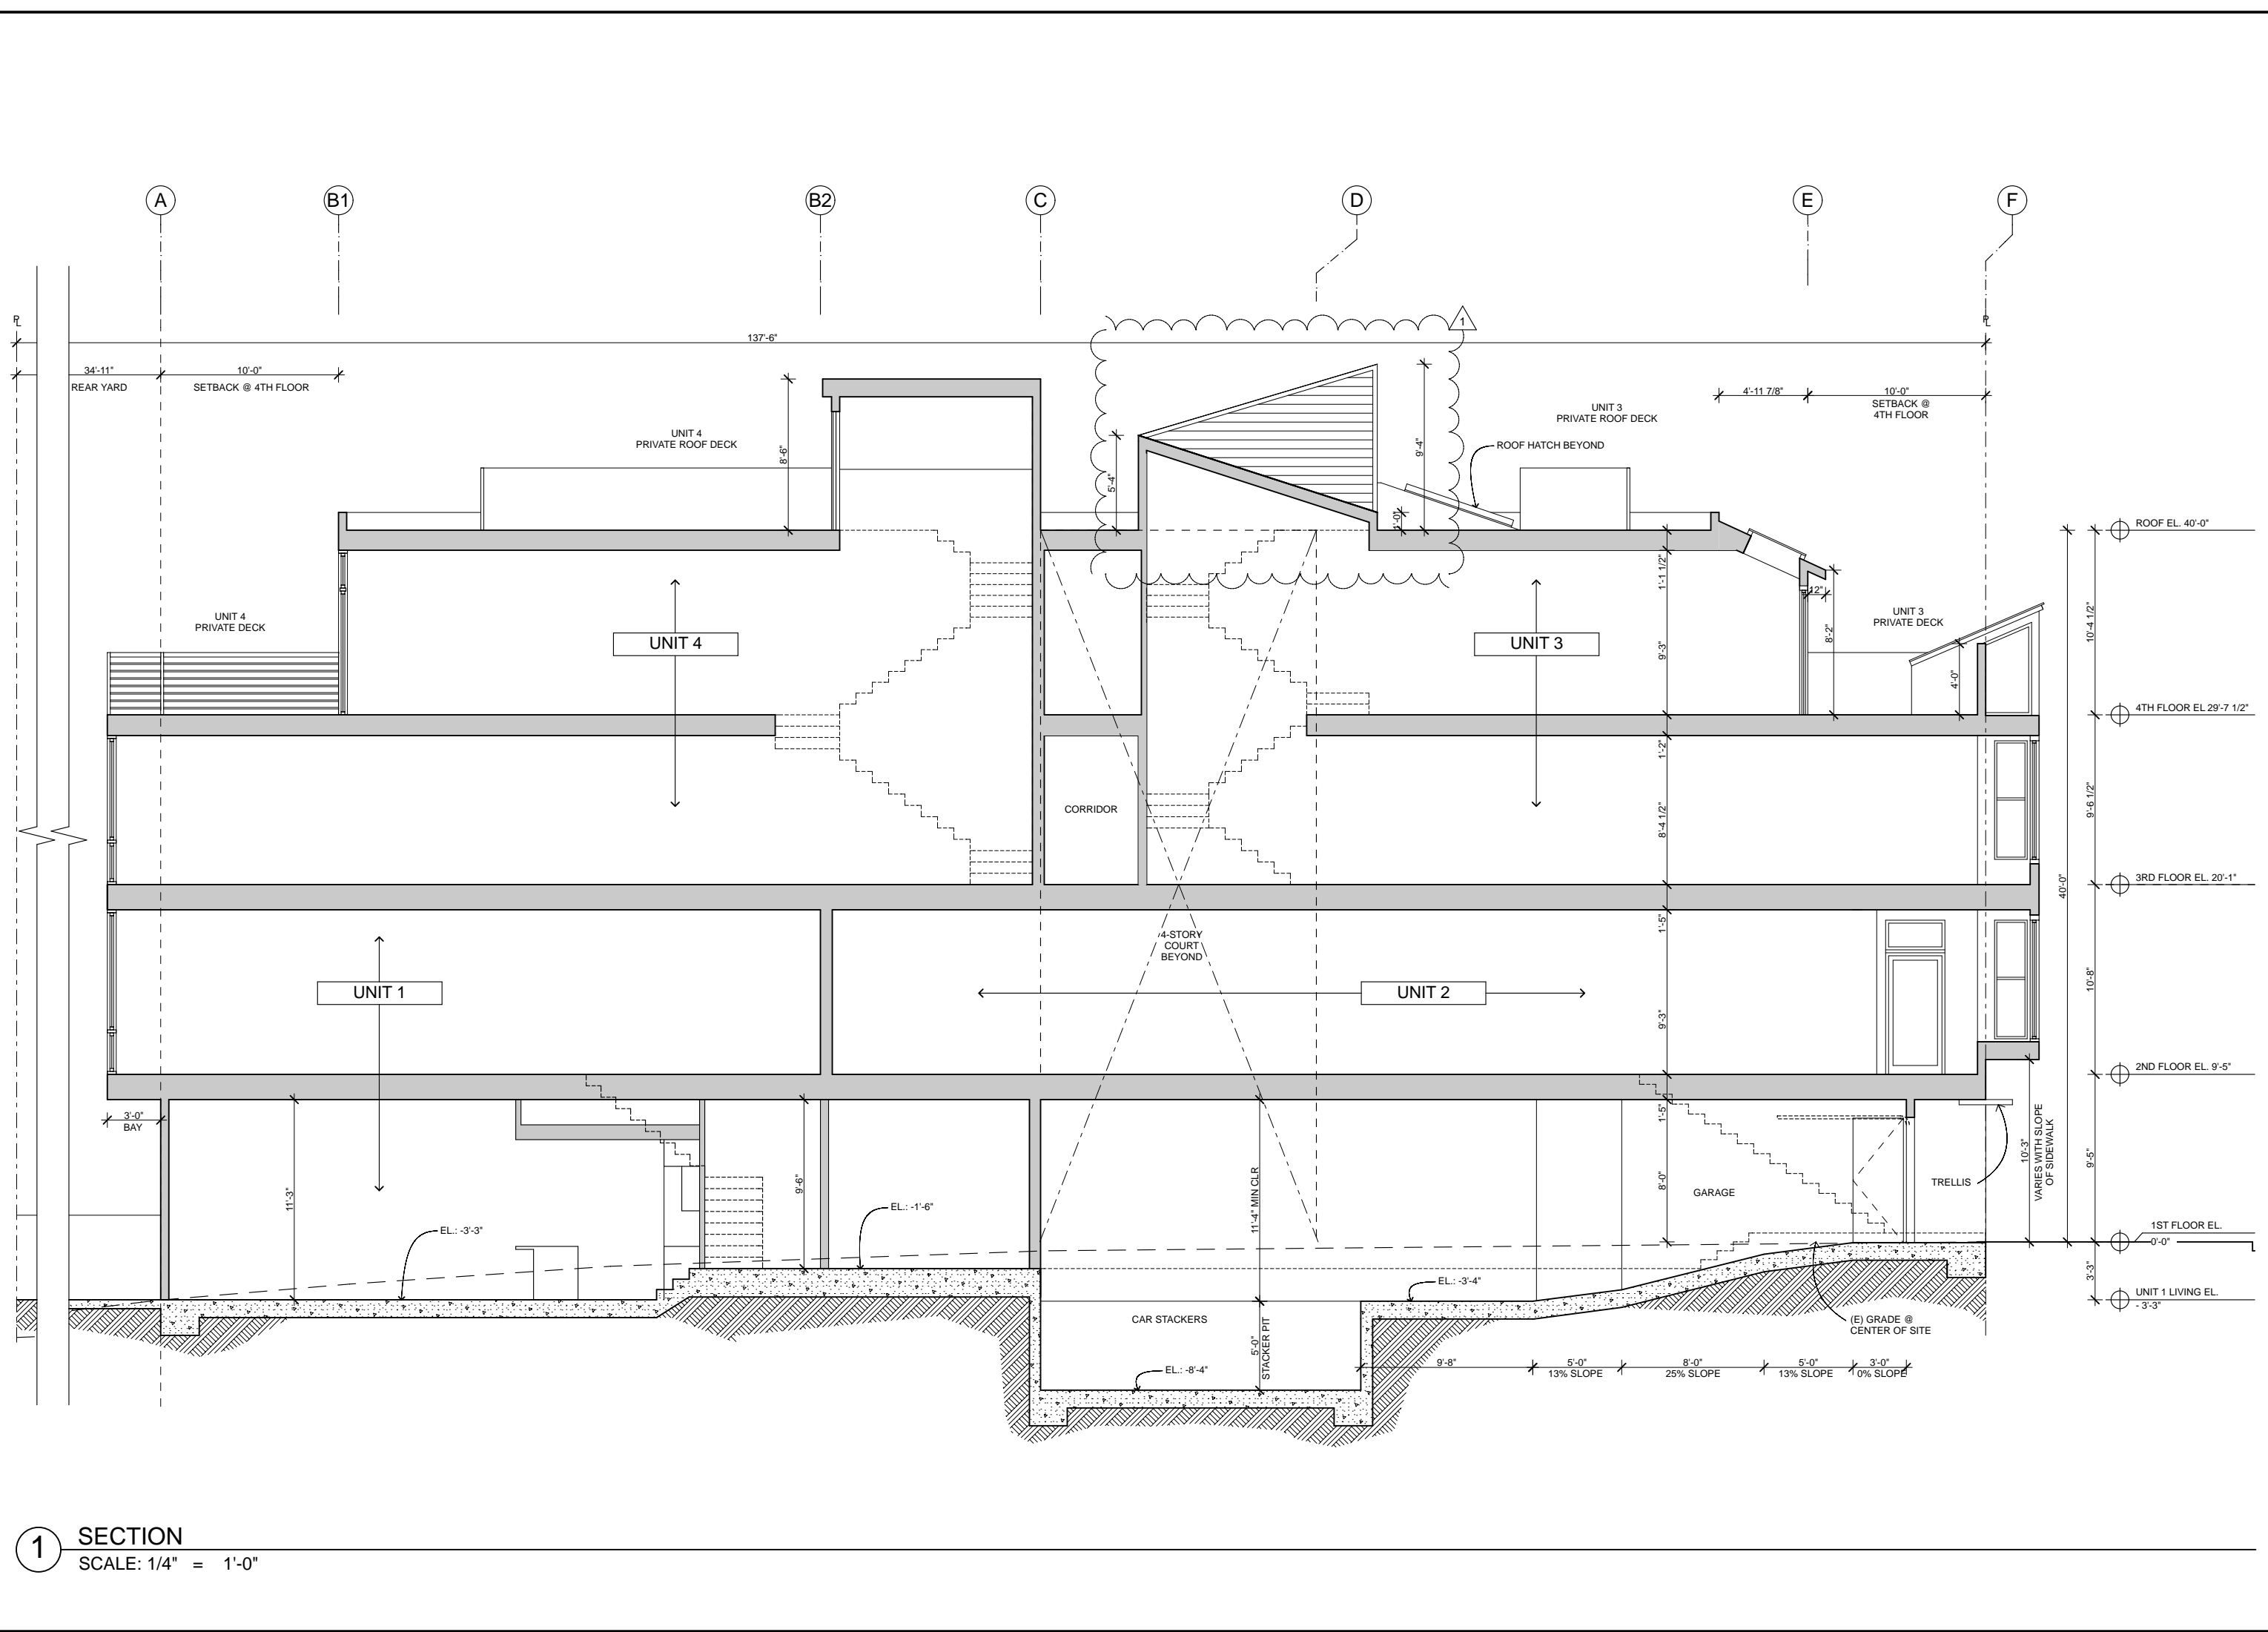 A
B1
B2
C
D
E
F
1
137'-6"
34'-11"
REAR YARD
10'-0"
SETBACK @ 4TH FLOOR
4'-11 7/8"
10'-0"
SETBACK @
4TH FLOOR
UNIT 3
PRIVATE ROOF DECK
UNIT 4
PRIVATE ROOF DECK
8'-6"
5'-4"
9'-4"
1'-0"
ROOF HATCH BEYOND
ROOF EL. 40'-0"
1'-1 1/2"
12"
UNIT 4
PRIVATE DECK
UNIT 3
PRIVATE DECK
UNIT 4
UNIT 3
9'-3"
8'-2"
4'-0"
10'-4 1/2"
4TH FLOOR EL 29'-7 1/2"
1'-2"
CORRIDOR
8'-4 1/2"
9'-6 1/2"
3RD FLOOR EL. 20'-1"
40'-0"
1'-5"
4-STORY
COURT
BEYOND
UNIT 1
UNIT 2
9'-3"
10'-8"
2ND FLOOR EL. 9'-5"
3'-0"
BAY
1'-5"
11'-3"
9'-6"
11'-4" MIN CLR
8'-0"
GARAGE
TRELLIS
10'-3"
VARIES WITH SLOPE
OF SIDEWALK
9'-5"
EL.: -3'-3"
EL.: -1'-6"
1ST FLOOR EL.
0'-0"
3'-3"
EL.: -3'-4"
UNIT 1 LIVING EL.
- 3'-3"
CAR STACKERS
5'-0"
STACKER PIT
(E) GRADE @
CENTER OF SITE
EL.: -8'-4"
9'-8"
5'-0"
13% SLOPE
8'-0"
25% SLOPE
5'-0"
13% SLOPE
3'-0"
0% SLOPE
1
SECTION
SCALE: 1/4" = 1'-0"